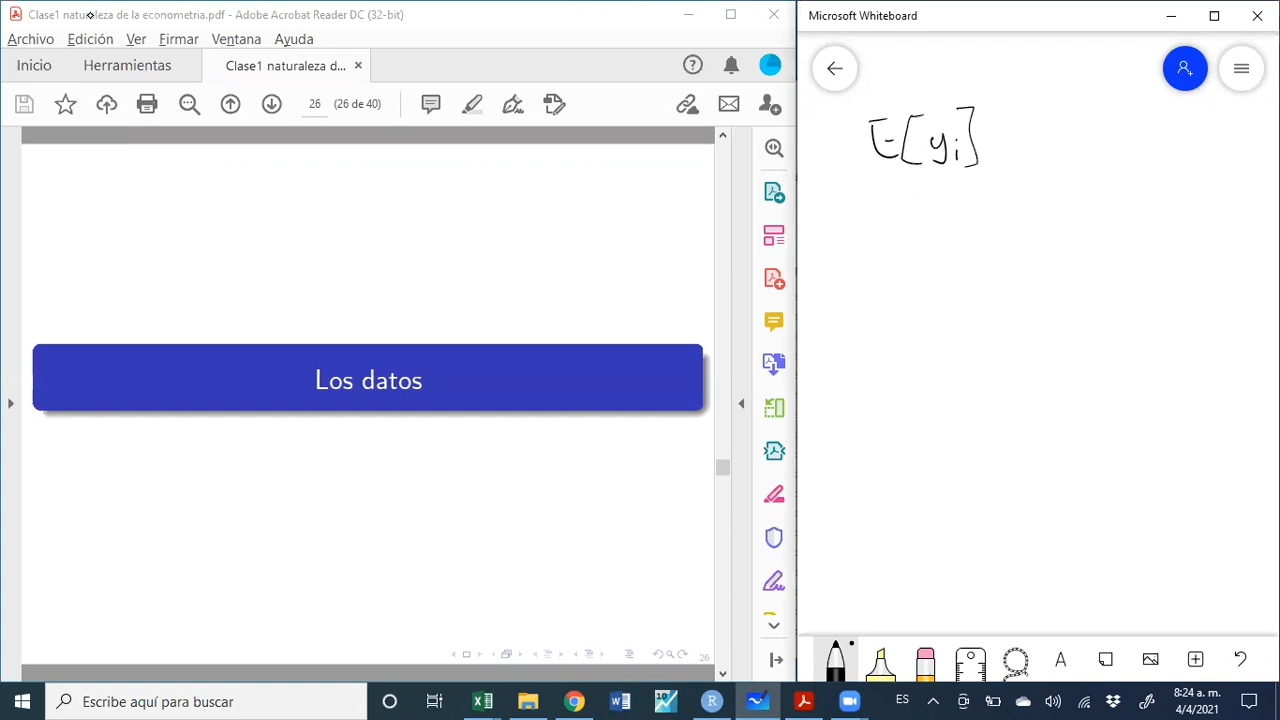 Clase1 naturaleza de la econometria.pdf - Adobe Acrobat Reader DC (32-bit)
Archivo Edición Ver Firmar Ventana Ayuda
Inicio Herramientas Clase1 naturaleza d... ×
26 (26 de 40)
Los datos
26
Microsoft Whiteboard
E[yi]
Escribe aquí para buscar
ES
8:24 a. m.
4/4/2021